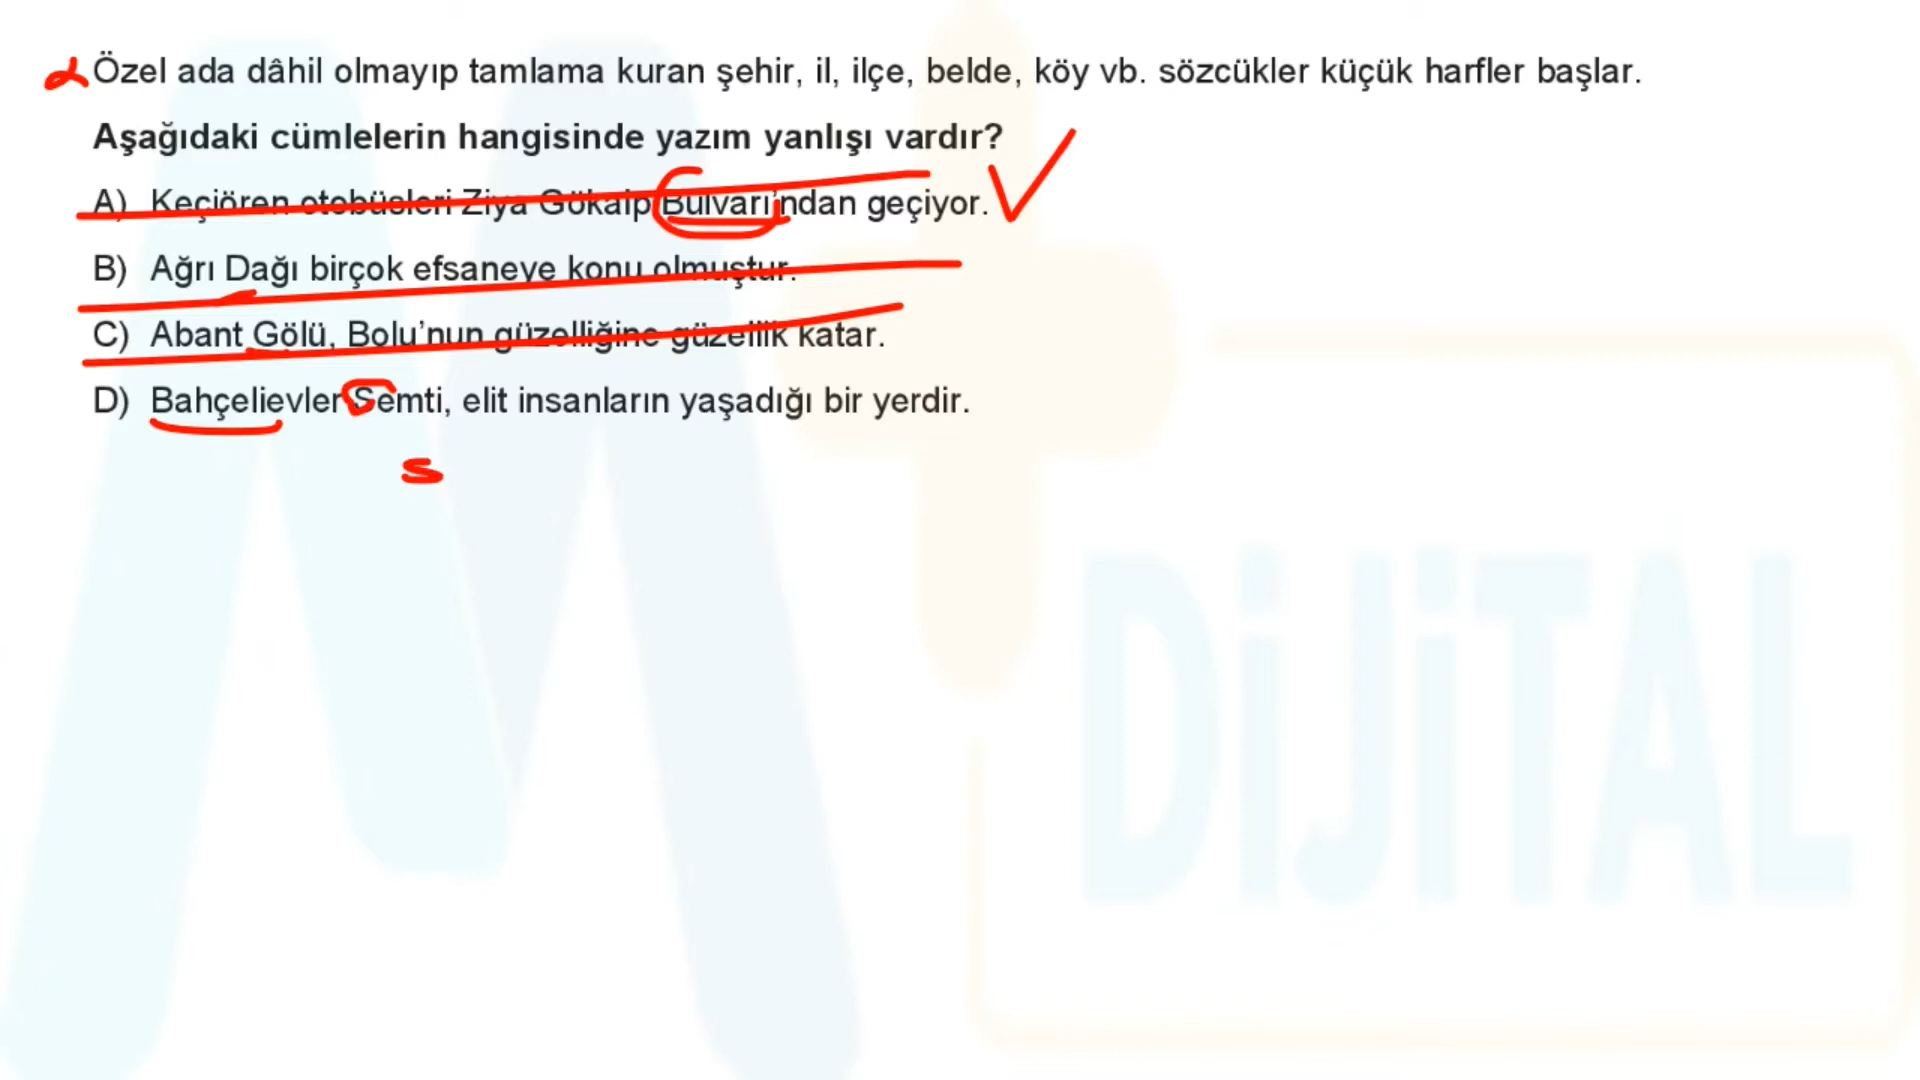 Özel ada dâhil olmayıp tamlama kuran şehir, il, ilçe, belde, köy vb. sözcükler küçük harfler başlar.
Aşağıdaki cümlelerin hangisinde yazım yanlışı vardır?
A) Keçiören otobüsleri Ziya Gökalp Bulvarı’ndan geçiyor.
B) Ağrı Dağı birçok efsaneye konu olmuştur.
C) Abant Gölü, Bolu’nun güzelliğine güzellik katar.
D) Bahçelievler Semti, elit insanların yaşadığı bir yerdir.
s
DİJİTAL